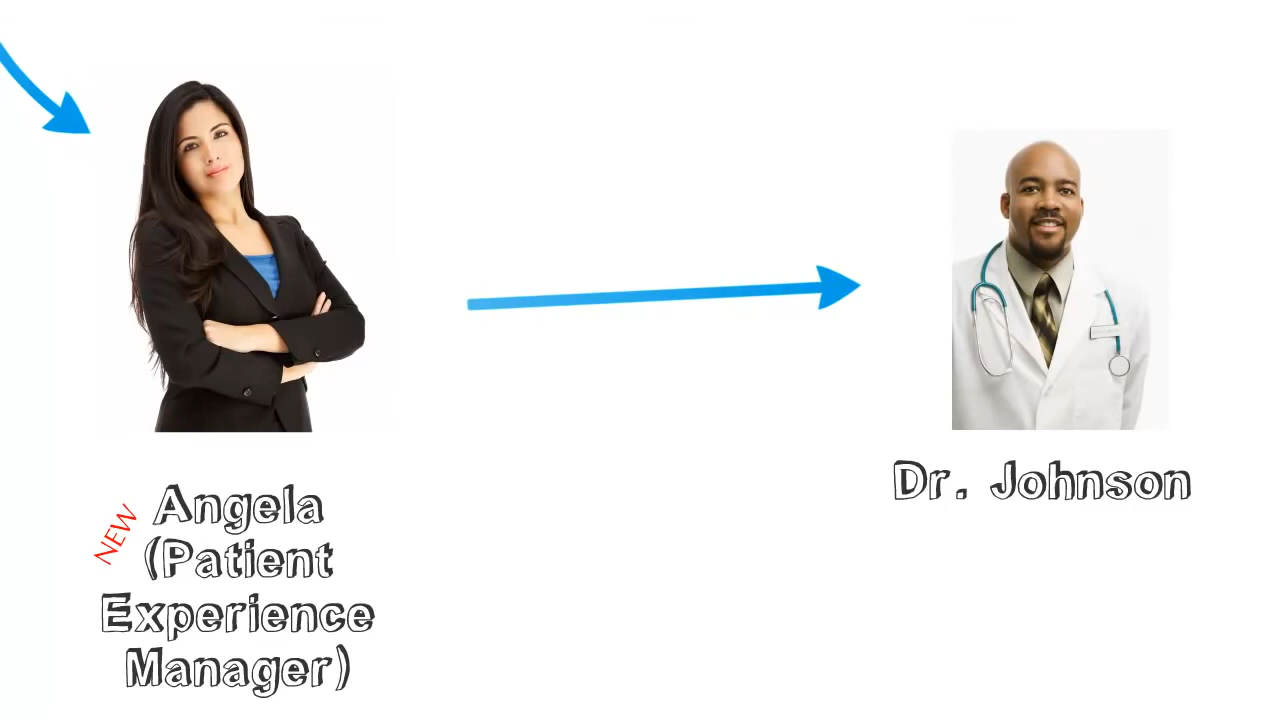 NEW
Angela
(Patient
Experience
Manager)
Dr. Johnson